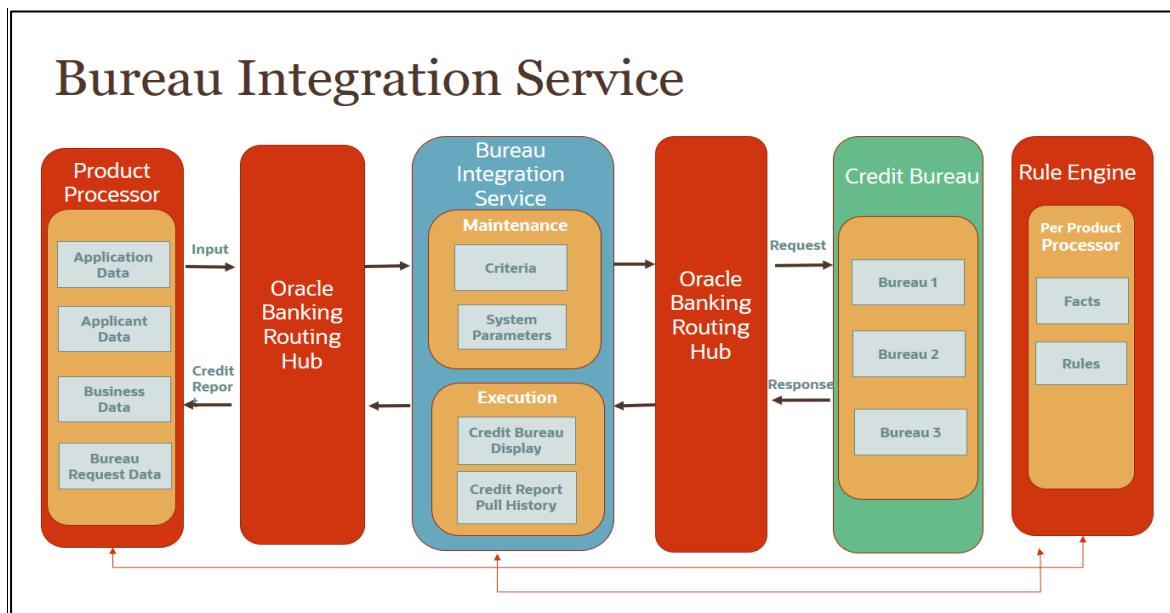 Bureau Integration Service
Product
Processor
Application
Data
Applicant
Data
Business
Data
Bureau
Request Data
Input
Credit
Repor
t
Oracle
Banking
Routing
Hub
Bureau
Integration
Service
Maintenance
Criteria
System
Parameters
Execution
Credit Bureau
Display
Credit Report
Pull History
Oracle
Banking
Routing
Hub
Request
Response
Credit Bureau
Bureau 1
Bureau 2
Bureau 3
Rule Engine
Per Product
Processor
Facts
Rules